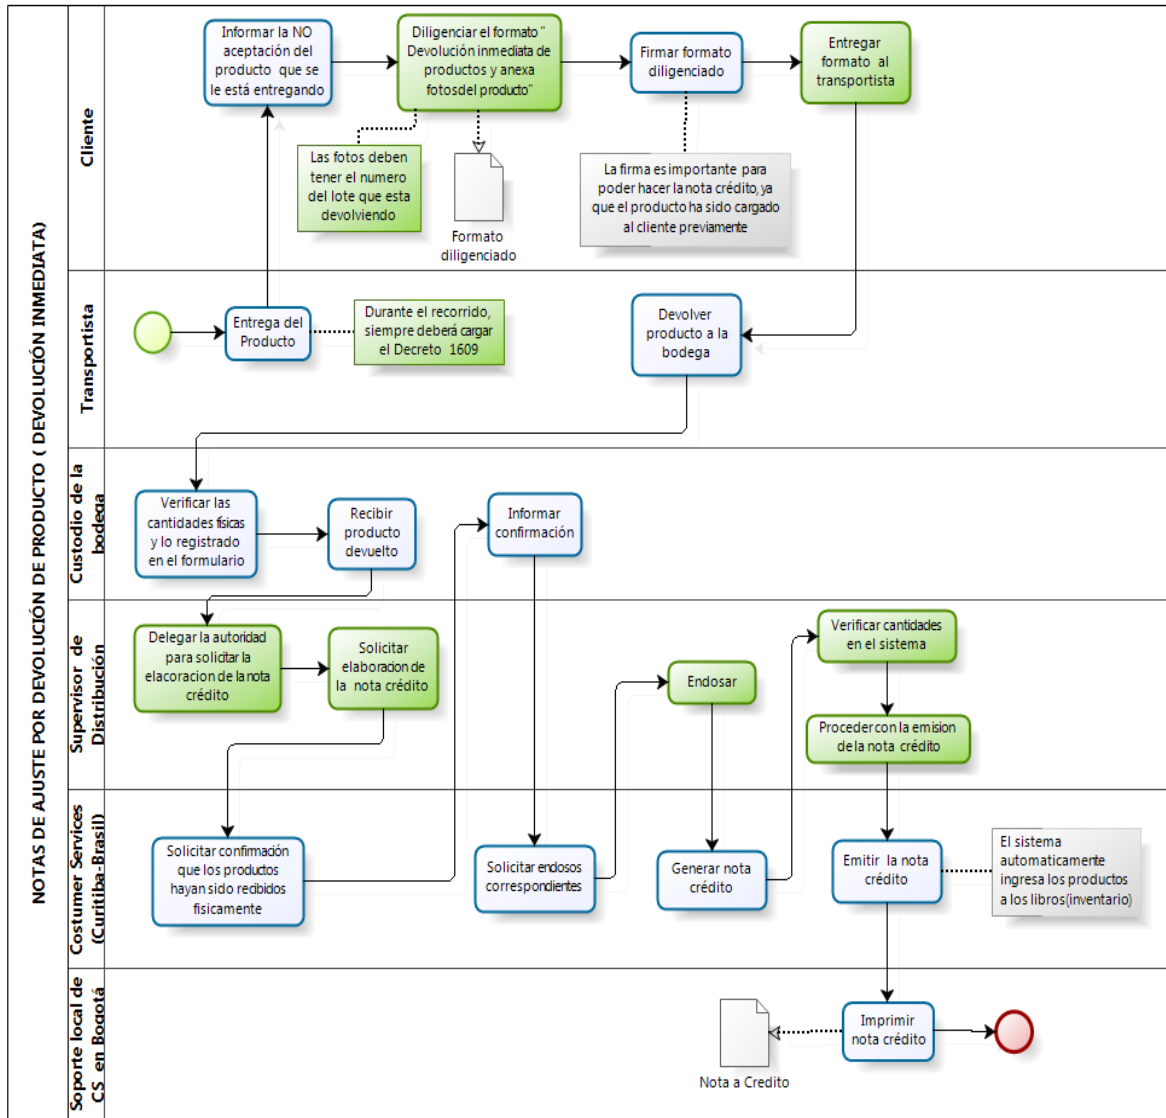 NOTAS DE AJUSTE POR DEVOLUCIÓN DE PRODUCTO ( DEVOLUCIÓN INMEDIATA)
Cliente
Informar la NO
aceptación del
producto que se
le está entregando
Diligenciar el formato "
Devolución inmediata de
productos y anexa
fotosdel producto"
Firmar formato
diligenciado
Entregar
formato al
transportista
Las fotos deben
tener el numero
del lote que esta
devolviendo
Formato
diligenciado
La firma es importante para
poder hacer la nota crédito, ya
que el producto ha sido cargado
al cliente previamente
Transportista
Entrega del
Producto
Durante el recorrido,
siempre deberá cargar
el Decreto 1609
Devolver
producto a la
bodega
Custodio de la
bodega
Verificar las
cantidades físicas
y lo registrado
en el formulario
Recibir
producto
devuelto
Informar
confirmación
Supervisor de
Distribución
Delegar la autoridad
para solicitar la
elacoracion de la nota
crédito
Solicitar
elaboracion de
la nota crédito
Endosar
Verificar cantidades
en el sistema
Proceder con la emision
de la nota crédito
Costumer Services
(Curitiba-Brasil)
Solicitar confirmación
que los productos
hayan sido recibidos
fisicamente
Solicitar endosos
correspondientes
Generar nota
crédito
Emitir la nota
crédito
El sistema
automaticamente
ingresa los productos
a los libros(inventario)
Soporte local de
CS en Bogotá
Nota a Credito
Imprimir
nota crédito